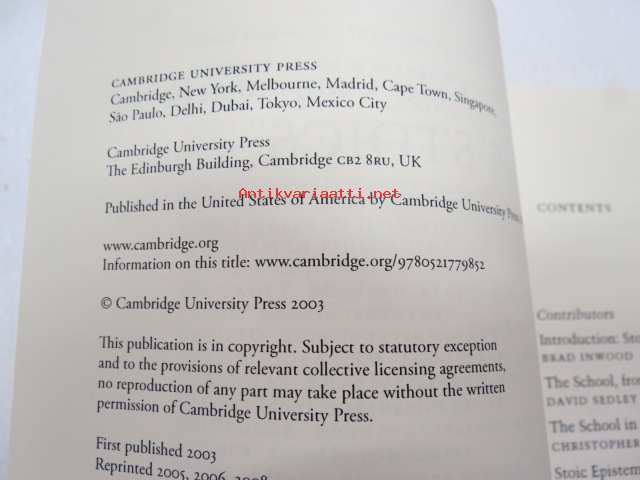 CAMBRIDGE UNIVERSITY PRESS
Cambridge, New York, Melbourne, Madrid, Cape Town, Singapore,
São Paulo, Delhi, Dubai, Tokyo, Mexico City
Cambridge University Press
The Edinburgh Building, Cambridge CB2 8RU, UK
Antikvariaatti.net
Published in the United States of America by Cambridge University Press
www.cambridge.org
Information on this title: www.cambridge.org/9780521779852
© Cambridge University Press 2003
This publication is in copyright. Subject to statutory exception
and to the provisions of relevant collective licensing agreements,
no reproduction of any part may take place without the written
permission of Cambridge University Press.
First published 2003
Reprinted 2005, 2006, 2008
CONTENTS
Contributors
Introduction: Sto
BRAD INWOOD
The School, fro
DAVID SEDLEY
The School in
CHRISTOPHER
Stoic Epistem